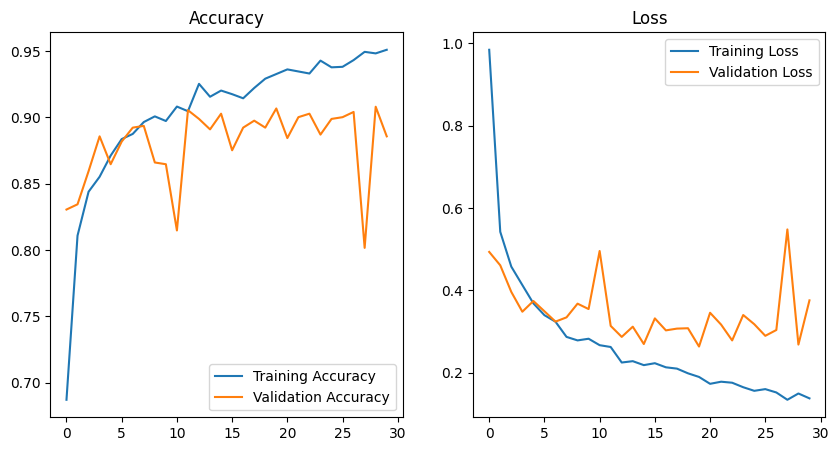 Accuracy
0.95
0.90
0.85
0.80
0.75
0.70
0 5 10 15 20 25 30
Training Accuracy
Validation Accuracy
Loss
1.0
0.8
0.6
0.4
0.2
0 5 10 15 20 25 30
Training Loss
Validation Loss